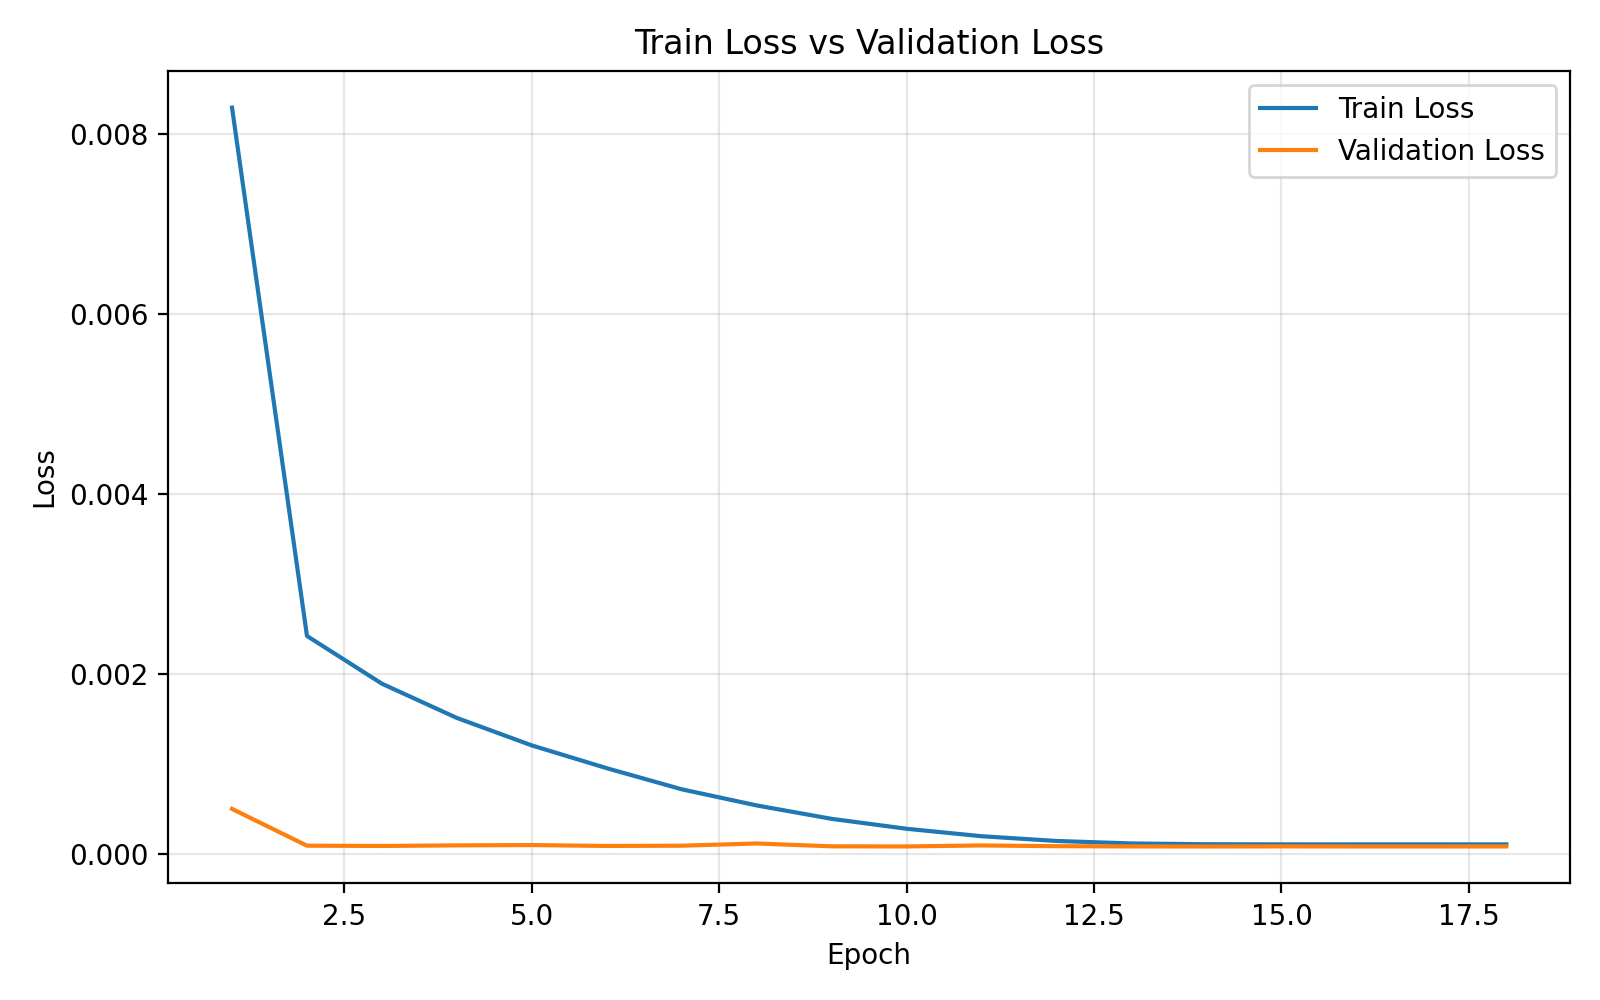 Train Loss vs Validation Loss
Train Loss
Validation Loss
0.008
0.006
0.004
0.002
0.000
Loss
2.5
5.0
7.5
10.0
12.5
15.0
17.5
Epoch